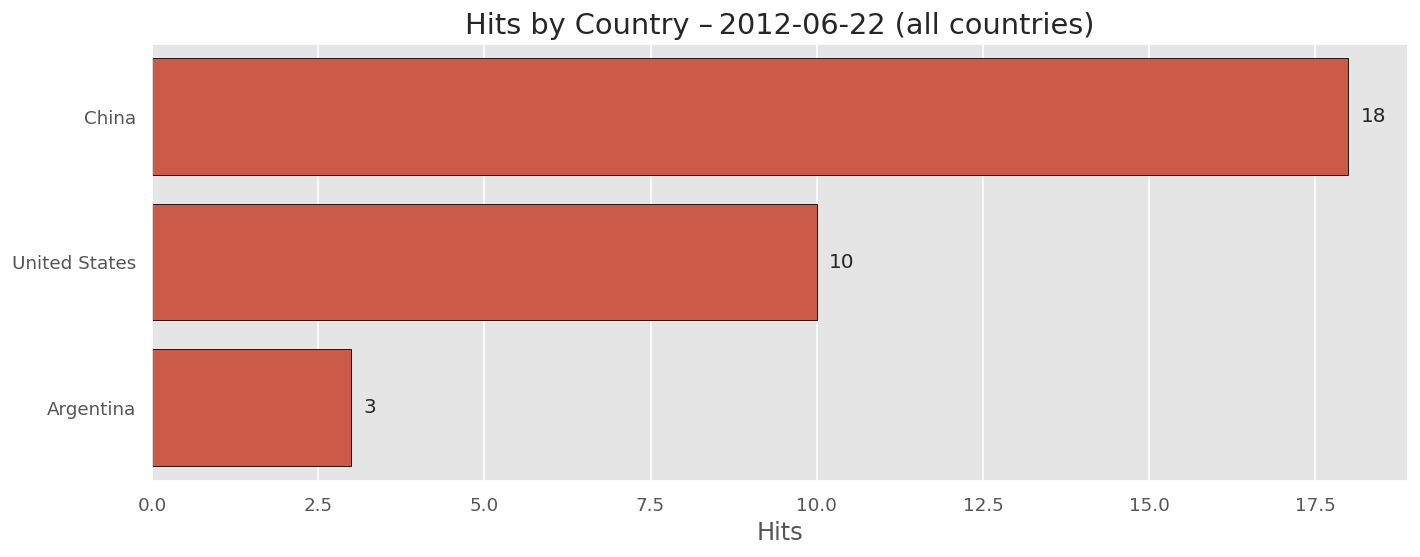 Hits by Country – 2012-06-22 (all countries)
China
18
United States
10
Argentina
3
0.0 2.5 5.0 7.5 10.0 12.5 15.0 17.5
Hits